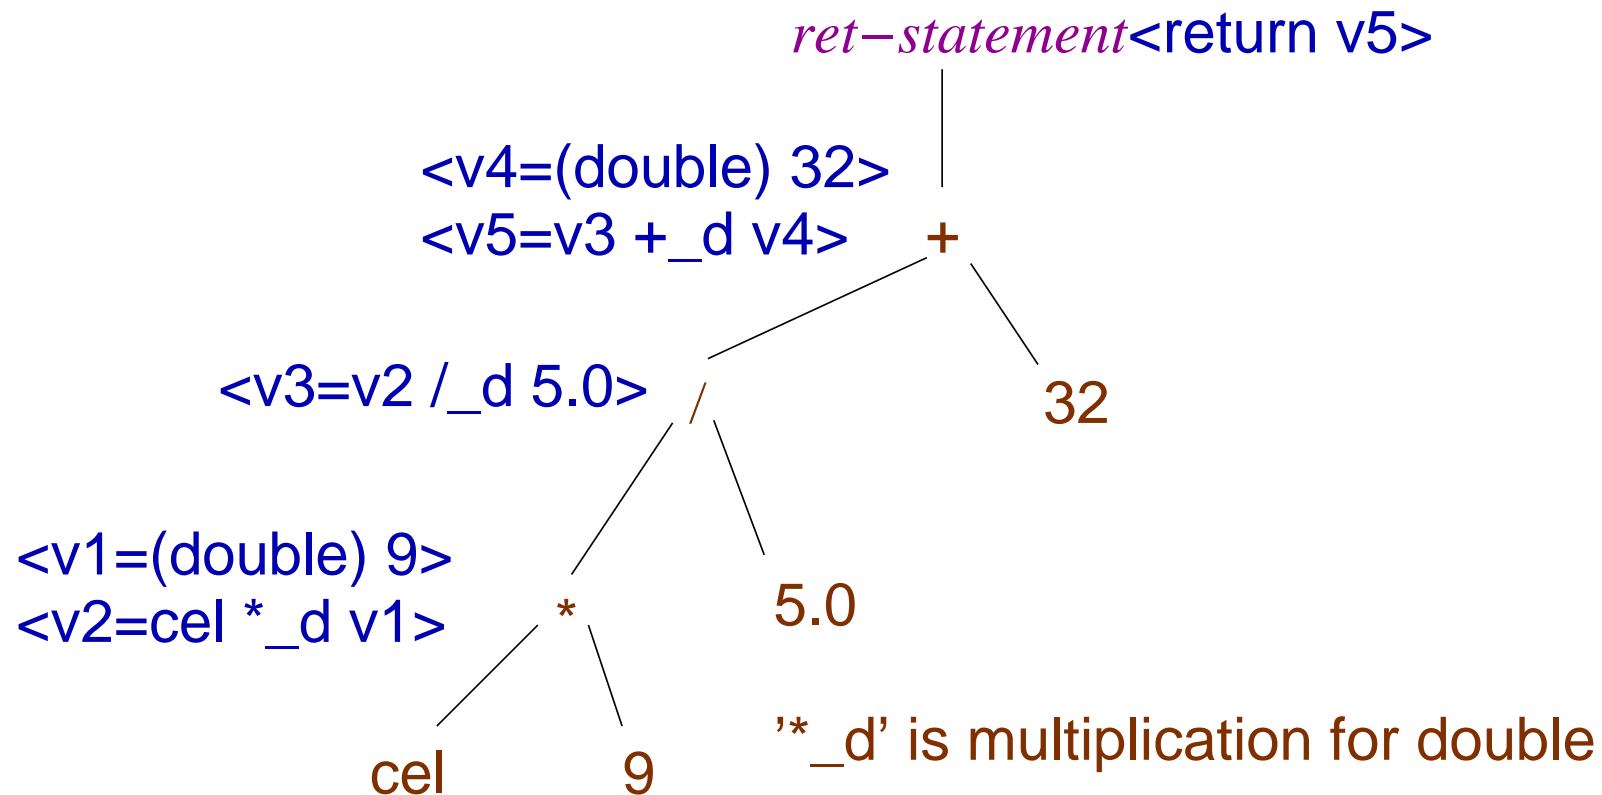 ret−statement<return v5>
<v4=(double) 32>
<v5=v3 +_d v4> +
<v3=v2 /_d 5.0> /
32
<v1=(double) 9>
<v2=cel *_d v1> *
5.0
’*_d’ is multiplication for double
cel 9